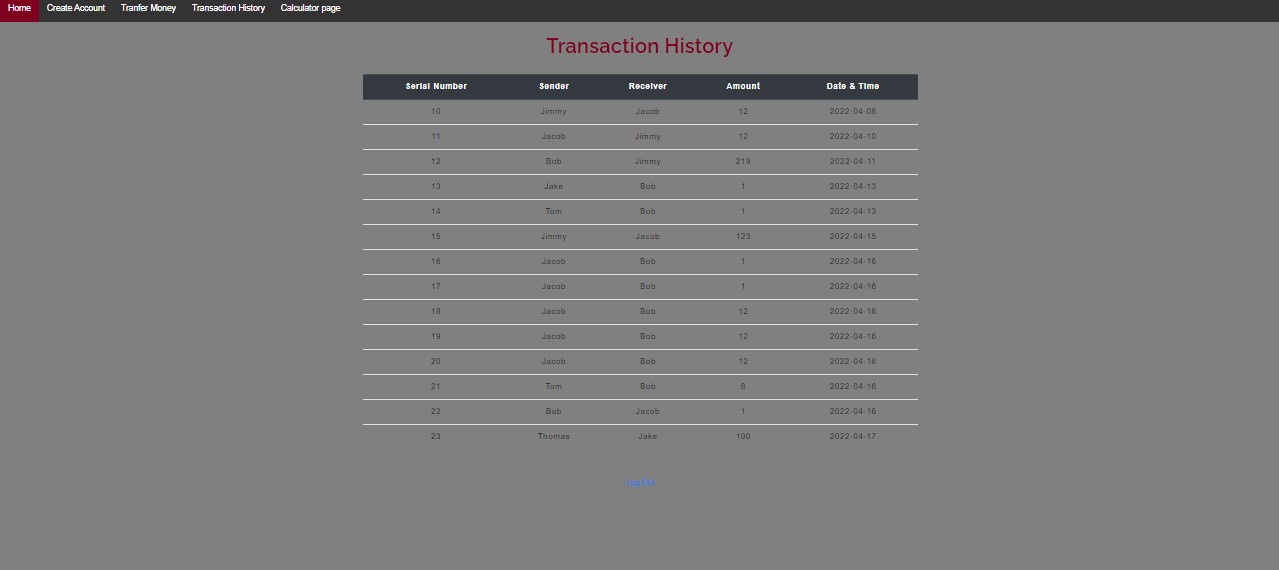 Home Create Account Tranfer Money Transaction History Calculator page
Transaction History
Serial Number Sender Receiver Amount Date & Time
10 Jimmy Jacob 12 2022-04-08
11 Jacob Jimmy 12 2022-04-10
12 Bob Jimmy 219 2022-04-11
13 Jake Bob 1 2022-04-13
14 Tom Bob 1 2022-04-13
15 Jimmy Jacob 123 2022-04-15
16 Jacob Bob 1 2022-04-16
17 Jacob Bob 1 2022-04-16
18 Jacob Bob 12 2022-04-16
19 Jacob Bob 12 2022-04-16
20 Jacob Bob 12 2022-04-16
21 Tom Bob 8 2022-04-16
22 Bob Jacob 1 2022-04-16
23 Thomas Jake 100 2022-04-17
Log Out